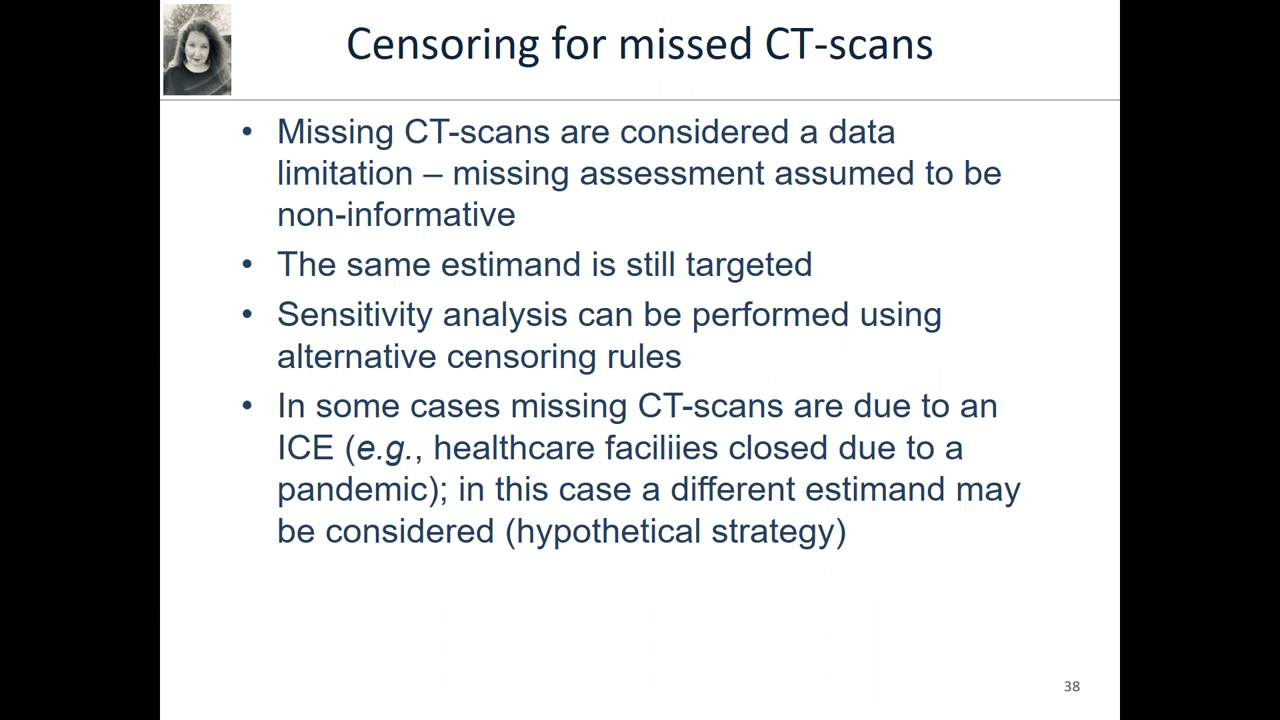 Censoring for missed CT-scans
• Missing CT-scans are considered a data
limitation – missing assessment assumed to be
non-informative
• The same estimand is still targeted
• Sensitivity analysis can be performed using
alternative censoring rules
• In some cases missing CT-scans are due to an
ICE (e.g., healthcare faciliies closed due to a
pandemic); in this case a different estimand may
be considered (hypothetical strategy)
38